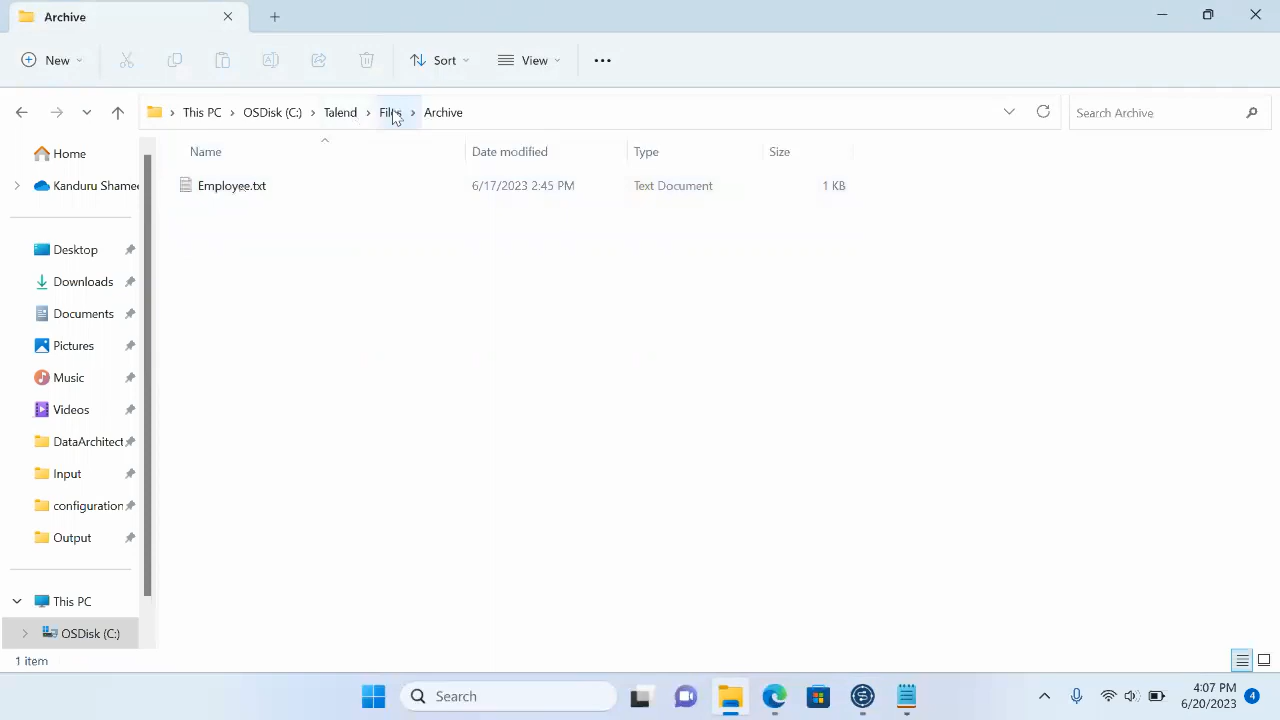 Archive
New
Sort
View
This PC
OSDisk (C:)
Talend
Files
Archive
Search Archive
Name
Date modified
Type
Size
Employee.txt
6/17/2023 2:45 PM
Text Document
1 KB
Home
Kanduru Shamee
Desktop
Downloads
Documents
Pictures
Music
Videos
DataArchitect
Input
configuration
Output
This PC
OSDisk (C:)
1 item
Search
4:07 PM
6/20/2023
4